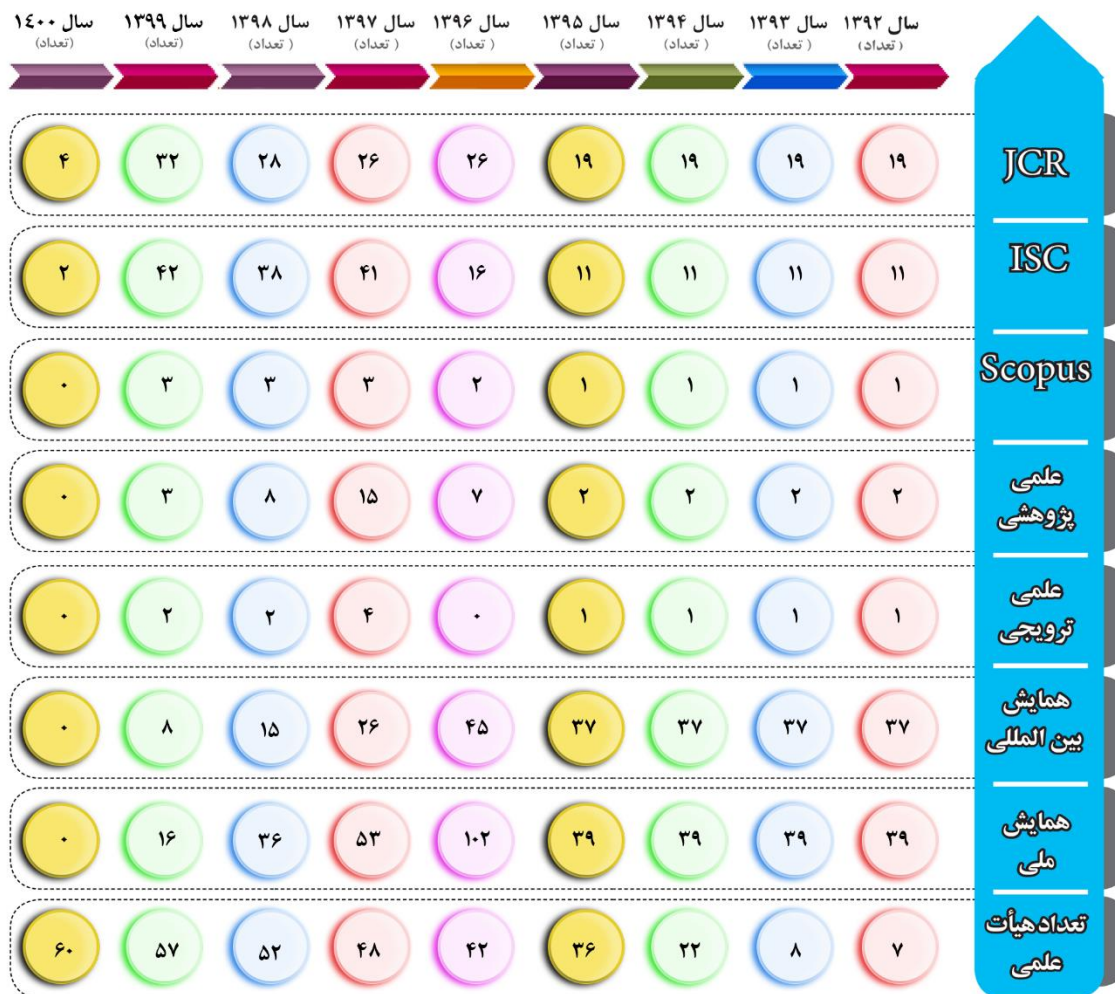 سال ۱۳۹۲ سال ۱۳۹۳ سال ۱۳۹۴ سال ۱۳۹۵ سال ۱۳۹۶ سال ۱۳۹۷ سال ۱۳۹۸ سال ۱۳۹۹ سال ۱۴۰۰
( تعداد ) ( تعداد ) ( تعداد ) ( تعداد ) ( تعداد ) ( تعداد ) ( تعداد ) (تعداد) (تعداد)
JCR ۱۹ ۱۹ ۱۹ ۱۹ ۲۶ ۲۶ ۲۸ ۳۲ ۴
ISC ۱۱ ۱۱ ۱۱ ۱۱ ۱۶ ۴۱ ۳۸ ۴۲ ۲
Scopus ۱ ۱ ۱ ۱ ۲ ۳ ۳ ۳ ۰
علمی
پژوهشی ۲ ۲ ۲ ۲ ۷ ۱۵ ۸ ۳ ۰
علمی
ترویجی ۱ ۱ ۱ ۱ ۰ ۴ ۲ ۲ ۰
همایش
بین المللی ۳۷ ۳۷ ۳۷ ۳۷ ۴۵ ۲۶ ۱۵ ۸ ۰
همایش
ملی ۳۹ ۳۹ ۳۹ ۳۹ ۱۰۲ ۵۳ ۳۶ ۱۶ ۰
تعداد هیأت
علمی ۷ ۸ ۲۲ ۳۶ ۴۲ ۴۸ ۵۲ ۵۷ ۶۰